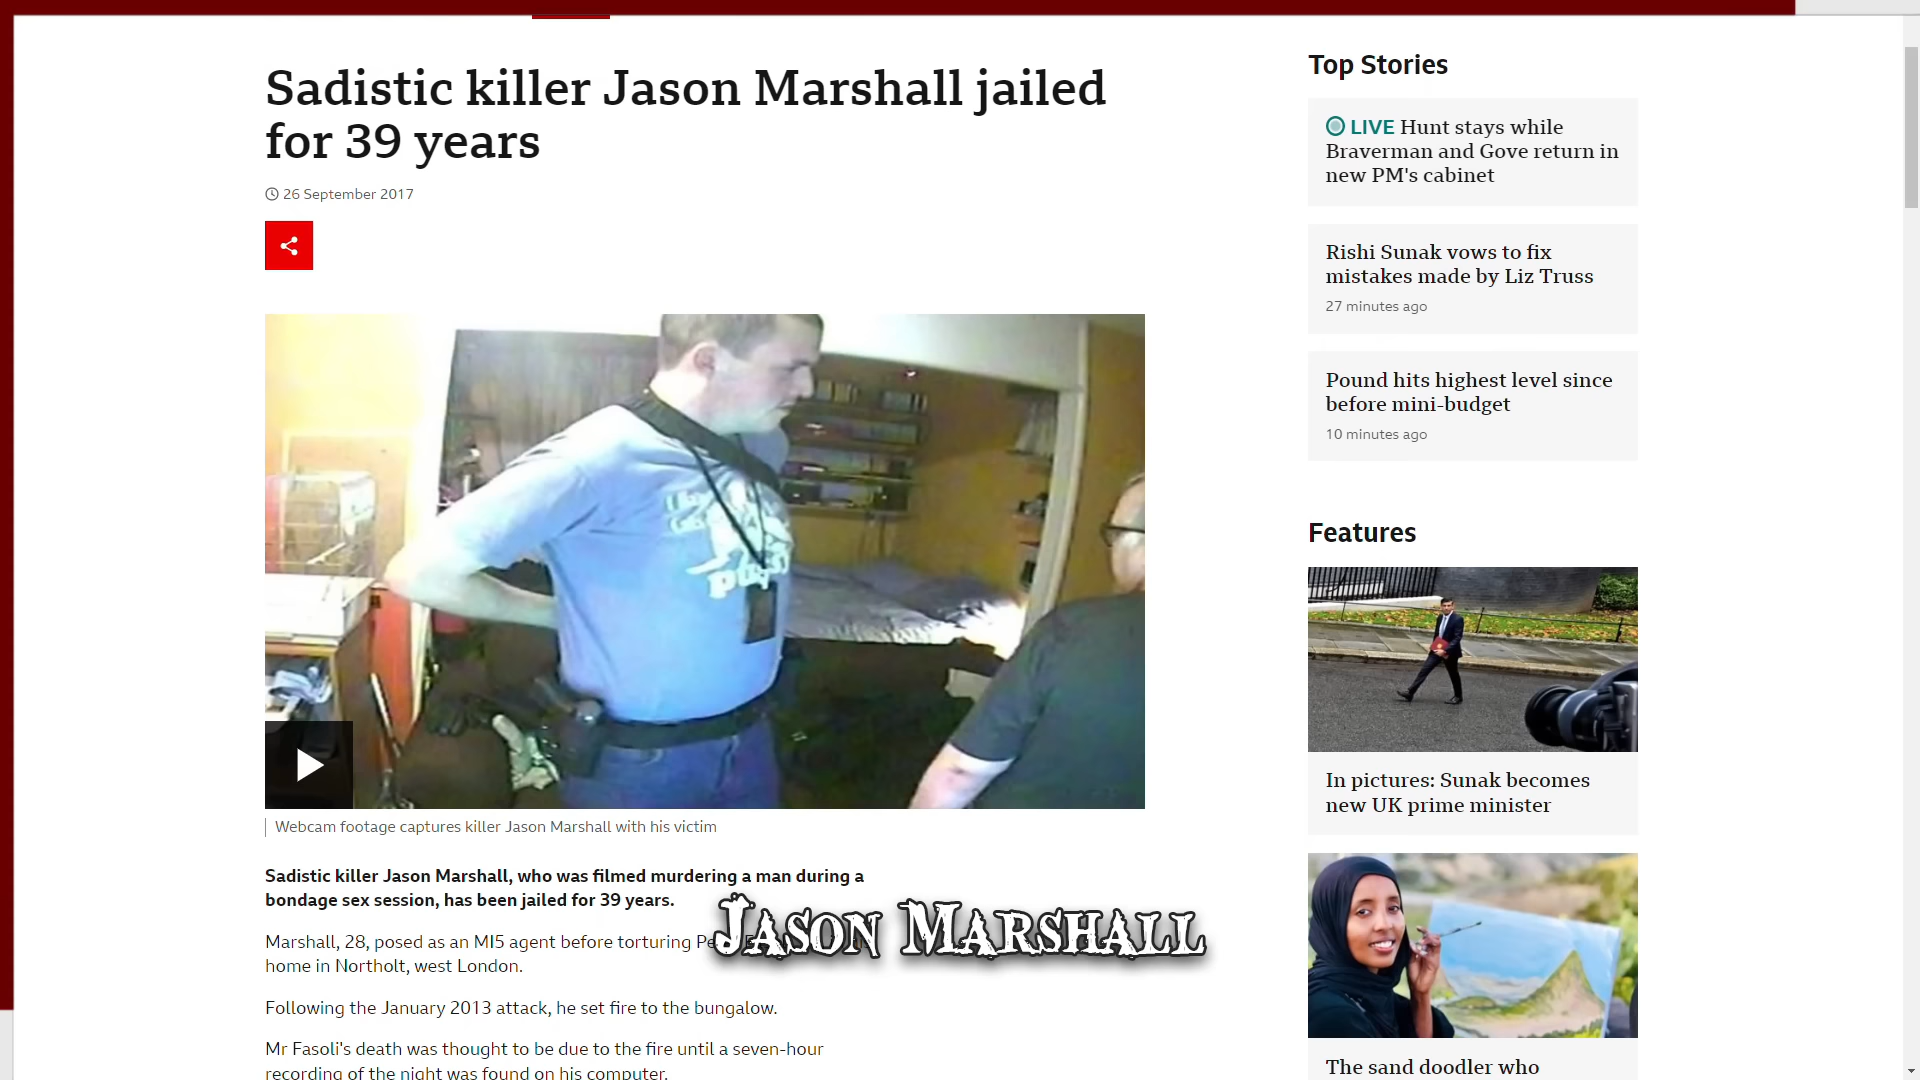 Sadistic killer Jason Marshall jailed
for 39 years
26 September 2017
Webcam footage captures killer Jason Marshall with his victim
Sadistic killer Jason Marshall, who was filmed murdering a man during a
bondage sex session, has been jailed for 39 years.
Marshall, 28, posed as an MI5 agent before torturing
home in Northolt, west London.
Following the January 2013 attack, he set fire to the bungalow.
Mr Fasoli's death was thought to be due to the fire until a seven-hour
recording of the night was found on his computer.
Jason Marshall
Top Stories
LIVE Hunt stays while
Braverman and Gove return in
new PM's cabinet
Rishi Sunak vows to fix
mistakes made by Liz Truss
27 minutes ago
Pound hits highest level since
before mini-budget
10 minutes ago
Features
In pictures: Sunak becomes
new UK prime minister
The sand doodler who